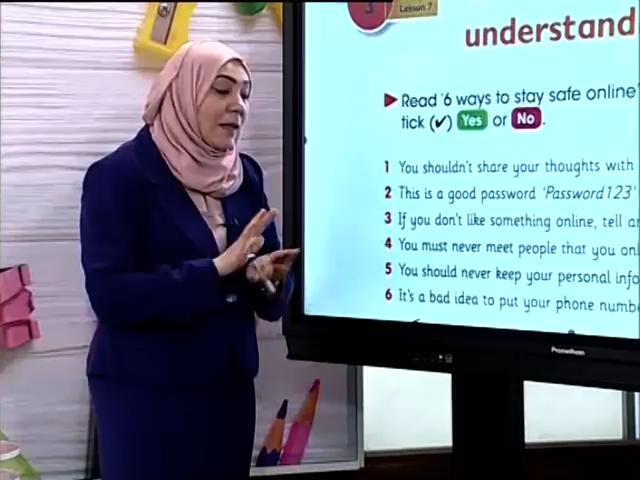 3
Lesson 7
understand
Read '6 ways to stay safe online'
tick (✓) Yes or No.
1 You shouldn't share your thoughts with
2 This is a good password 'Password123'
3 If you don't like something online, tell
4 You must never meet people that you
5 You should never keep your personal
6 It's a bad idea to put your phone
Promethean